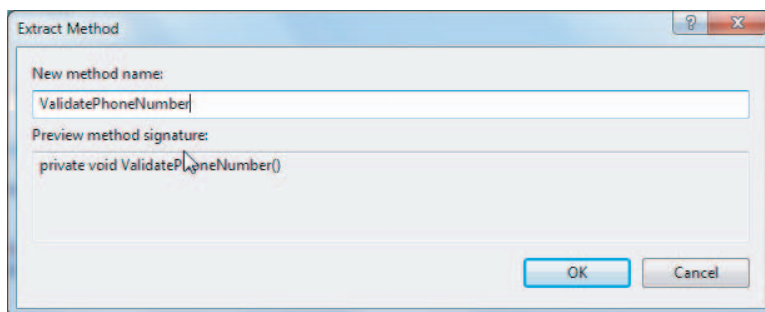 Extract Method
New method name:
ValidatePhoneNumber
Preview method signature:
private void ValidatePhoneNumber()
OK
Cancel